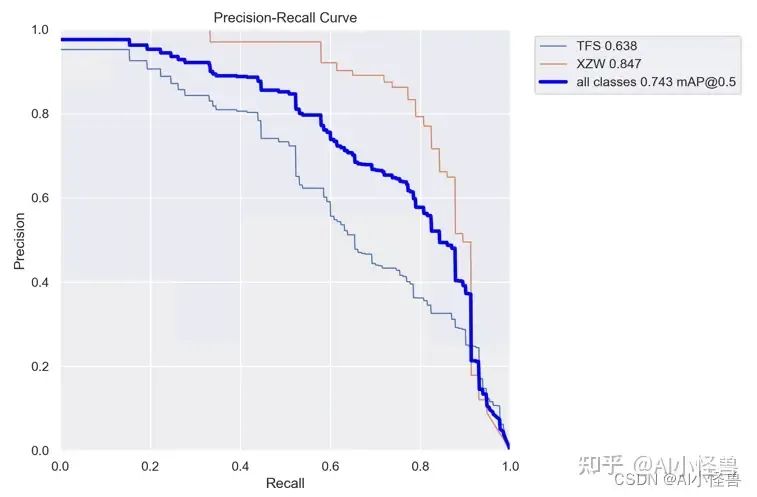 Precision-Recall Curve
1.0
0.8
0.6
0.4
0.2
0.0
Precision
0.0 0.2 0.4 0.6 0.8 1.0
Recall
TFS 0.638
XZW 0.847
all classes 0.743 mAP@0.5
知乎 @AI小怪兽
CSDN @AI小怪兽